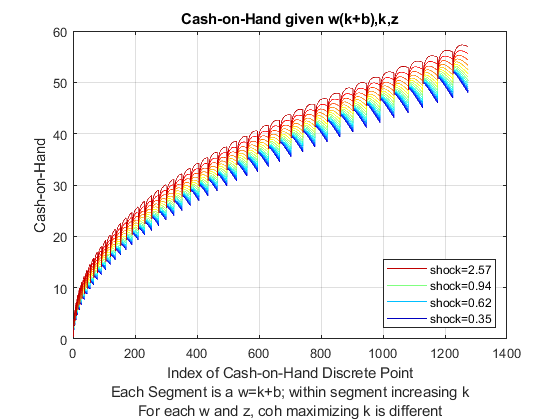 Cash-on-Hand given w(k+b),k,z
60
50
40
30
20
10
0
Cash-on-Hand
shock=2.57
shock=0.94
shock=0.62
shock=0.35
0 200 400 600 800 1000 1200 1400
Index of Cash-on-Hand Discrete Point
Each Segment is a w=k+b; within segment increasing k
For each w and z, coh maximizing k is different